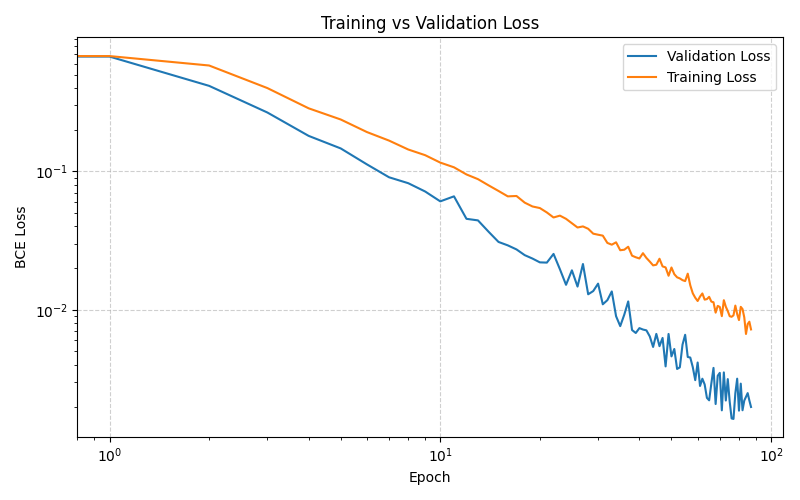 Training vs Validation Loss
Validation Loss
Training Loss
BCE Loss
10⁻¹
10⁻²
10⁰
10¹
10²
Epoch